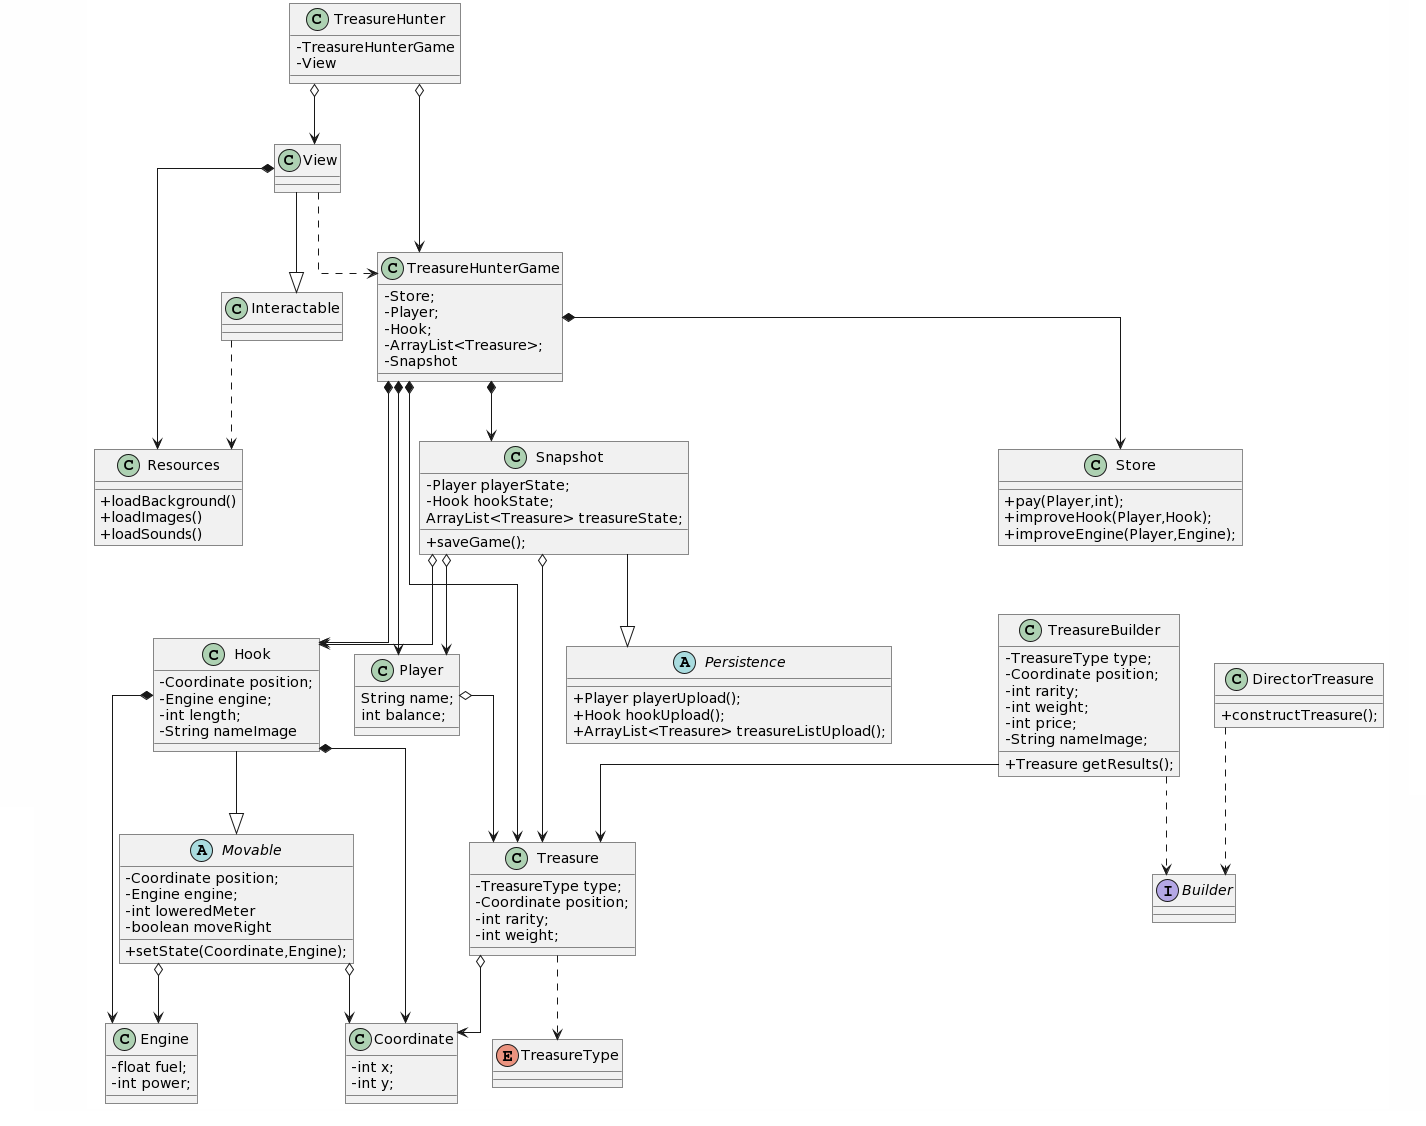 C TreasureHunter
-TreasureHunterGame
-View
C View
C TreasureHunterGame
-Store;
-Player;
-Hook;
-ArrayList<Treasure>;
-Snapshot
C Interactable
C Resources
+loadBackground()
+loadImages()
+loadSounds()
C Snapshot
-Player playerState;
-Hook hookState;
ArrayList<Treasure> treasureState;
+saveGame();
C Store
+pay(Player,int);
+improveHook(Player,Hook);
+improveEngine(Player,Engine);
C Hook
-Coordinate position;
-Engine engine;
-int length;
-String nameImage
C Player
String name;
int balance;
A Persistence
+Player playerUpload();
+Hook hookUpload();
+ArrayList<Treasure> treasureListUpload();
C TreasureBuilder
-TreasureType type;
-Coordinate position;
-int rarity;
-int weight;
-int price;
-String nameImage;
+Treasure getResults();
C DirectorTreasure
+constructTreasure();
A Movable
-Coordinate position;
-Engine engine;
-int loweredMeter
-boolean moveRight
+setState(Coordinate,Engine);
C Treasure
-TreasureType type;
-Coordinate position;
-int rarity;
-int weight;
I Builder
C Engine
-float fuel;
-int power;
C Coordinate
-int x;
-int y;
E TreasureType